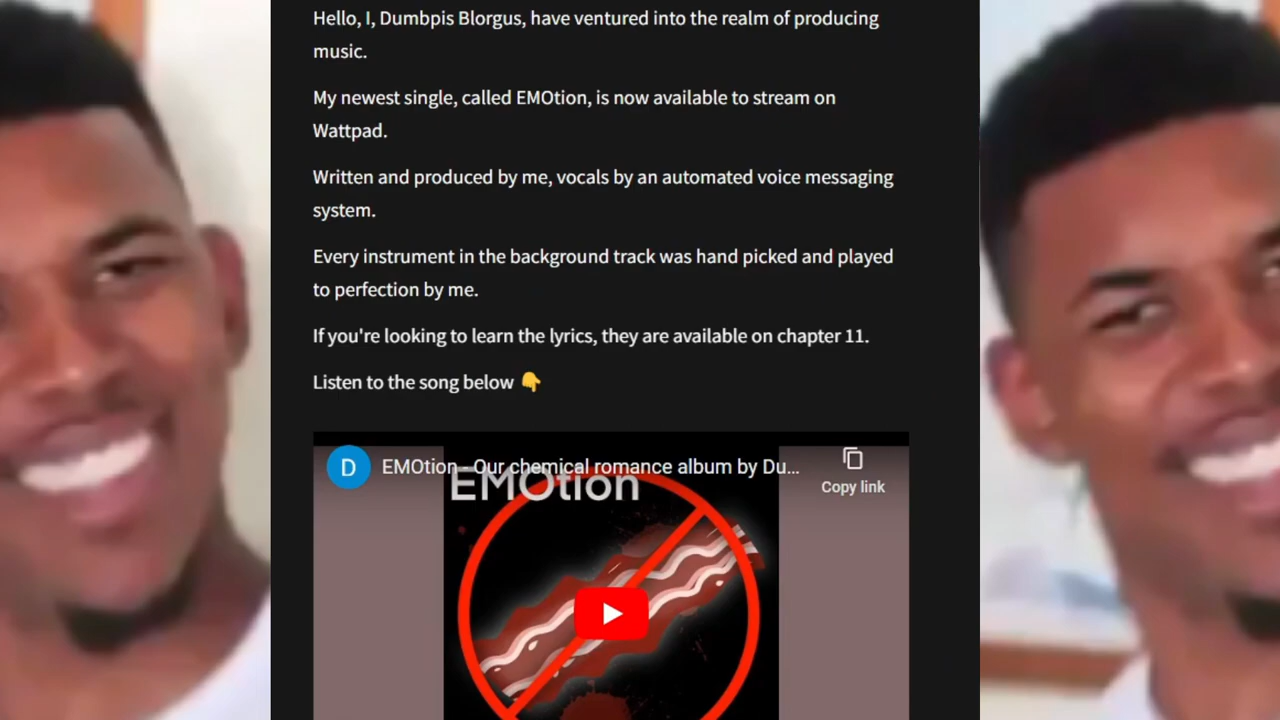 Hello, I, Dumbpis Blorgus, have ventured into the realm of producing
music.
My newest single, called EMOtion, is now available to stream on
Wattpad.
Written and produced by me, vocals by an automated voice messaging
system.
Every instrument in the background track was hand picked and played
to perfection by me.
If you're looking to learn the lyrics, they are available on chapter 11.
Listen to the song below 👇
D
EMOtion - Our chemical romance album by Du...
Copy link
EMOtion